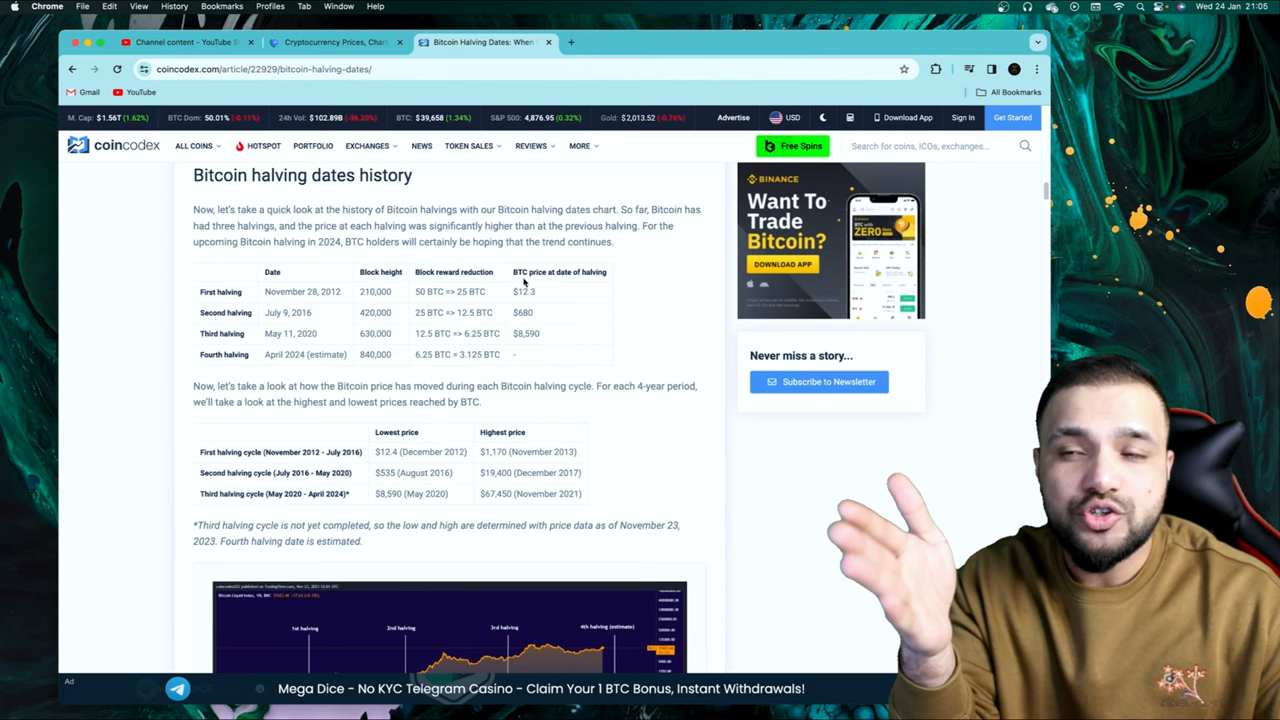 Chrome File Edit View History Bookmarks Profiles Tab Window Help Wed 24 Jan 21:05
Channel content - YouTube S Cryptocurrency Prices, Char Bitcoin Halving Dates: When
coincodex.com/article/22929/bitcoin-halving-dates/
Gmail YouTube All Bookmarks
M. Cap: $1.56T (1.62%) BTC Dom: 50.01% (-0.11%) 24h Vol: $102.89B (-36.20%) BTC: $39,658 (1.34%) S&P 500: 4,876.95 (0.32%) Gold: $2,013.52 (-0.76%) Advertise USD Download App Sign In Get Started
coincodex ALL COINS HOTSPOT PORTFOLIO EXCHANGES NEWS TOKEN SALES REVIEWS MORE Free Spins Search for coins, ICOs, exchanges...
Bitcoin halving dates history
Now, let's take a quick look at the history of Bitcoin halvings with our Bitcoin halving dates chart. So far, Bitcoin has
had three halvings, and the price at each halving was significantly higher than at the previous halving. For the
upcoming Bitcoin halving in 2024, BTC holders will certainly be hoping that the trend continues.
Date Block height Block reward reduction BTC price at date of halving
First halving November 28, 2012 210,000 50 BTC => 25 BTC $12.3
Second halving July 9, 2016 420,000 25 BTC => 12.5 BTC $680
Third halving May 11, 2020 630,000 12.5 BTC => 6.25 BTC $8,590
Fourth halving April 2024 (estimate) 840,000 6.25 BTC = 3.125 BTC -
Now, let's take a look at how the Bitcoin price has moved during each Bitcoin halving cycle. For each 4-year period,
we'll take a look at the highest and lowest prices reached by BTC.
Lowest price Highest price
First halving cycle (November 2012 - July 2016) $12.4 (December 2012) $1,170 (November 2013)
Second halving cycle (July 2016 - May 2020) $535 (August 2016) $19,400 (December 2017)
Third halving cycle (May 2020 - April 2024)* $8,590 (May 2020) $67,450 (November 2021)
*Third halving cycle is not yet completed, so the low and high are determined with price data as of November 23,
2023. Fourth halving date is estimated.
1st halving 2nd halving 3rd halving 4th halving (estimate)
BINANCE
Want To
Trade
Bitcoin?
DOWNLOAD APP
Never miss a story...
Subscribe to Newsletter
Ad
Mega Dice - No KYC Telegram Casino - Claim Your 1 BTC Bonus, Instant Withdrawals!